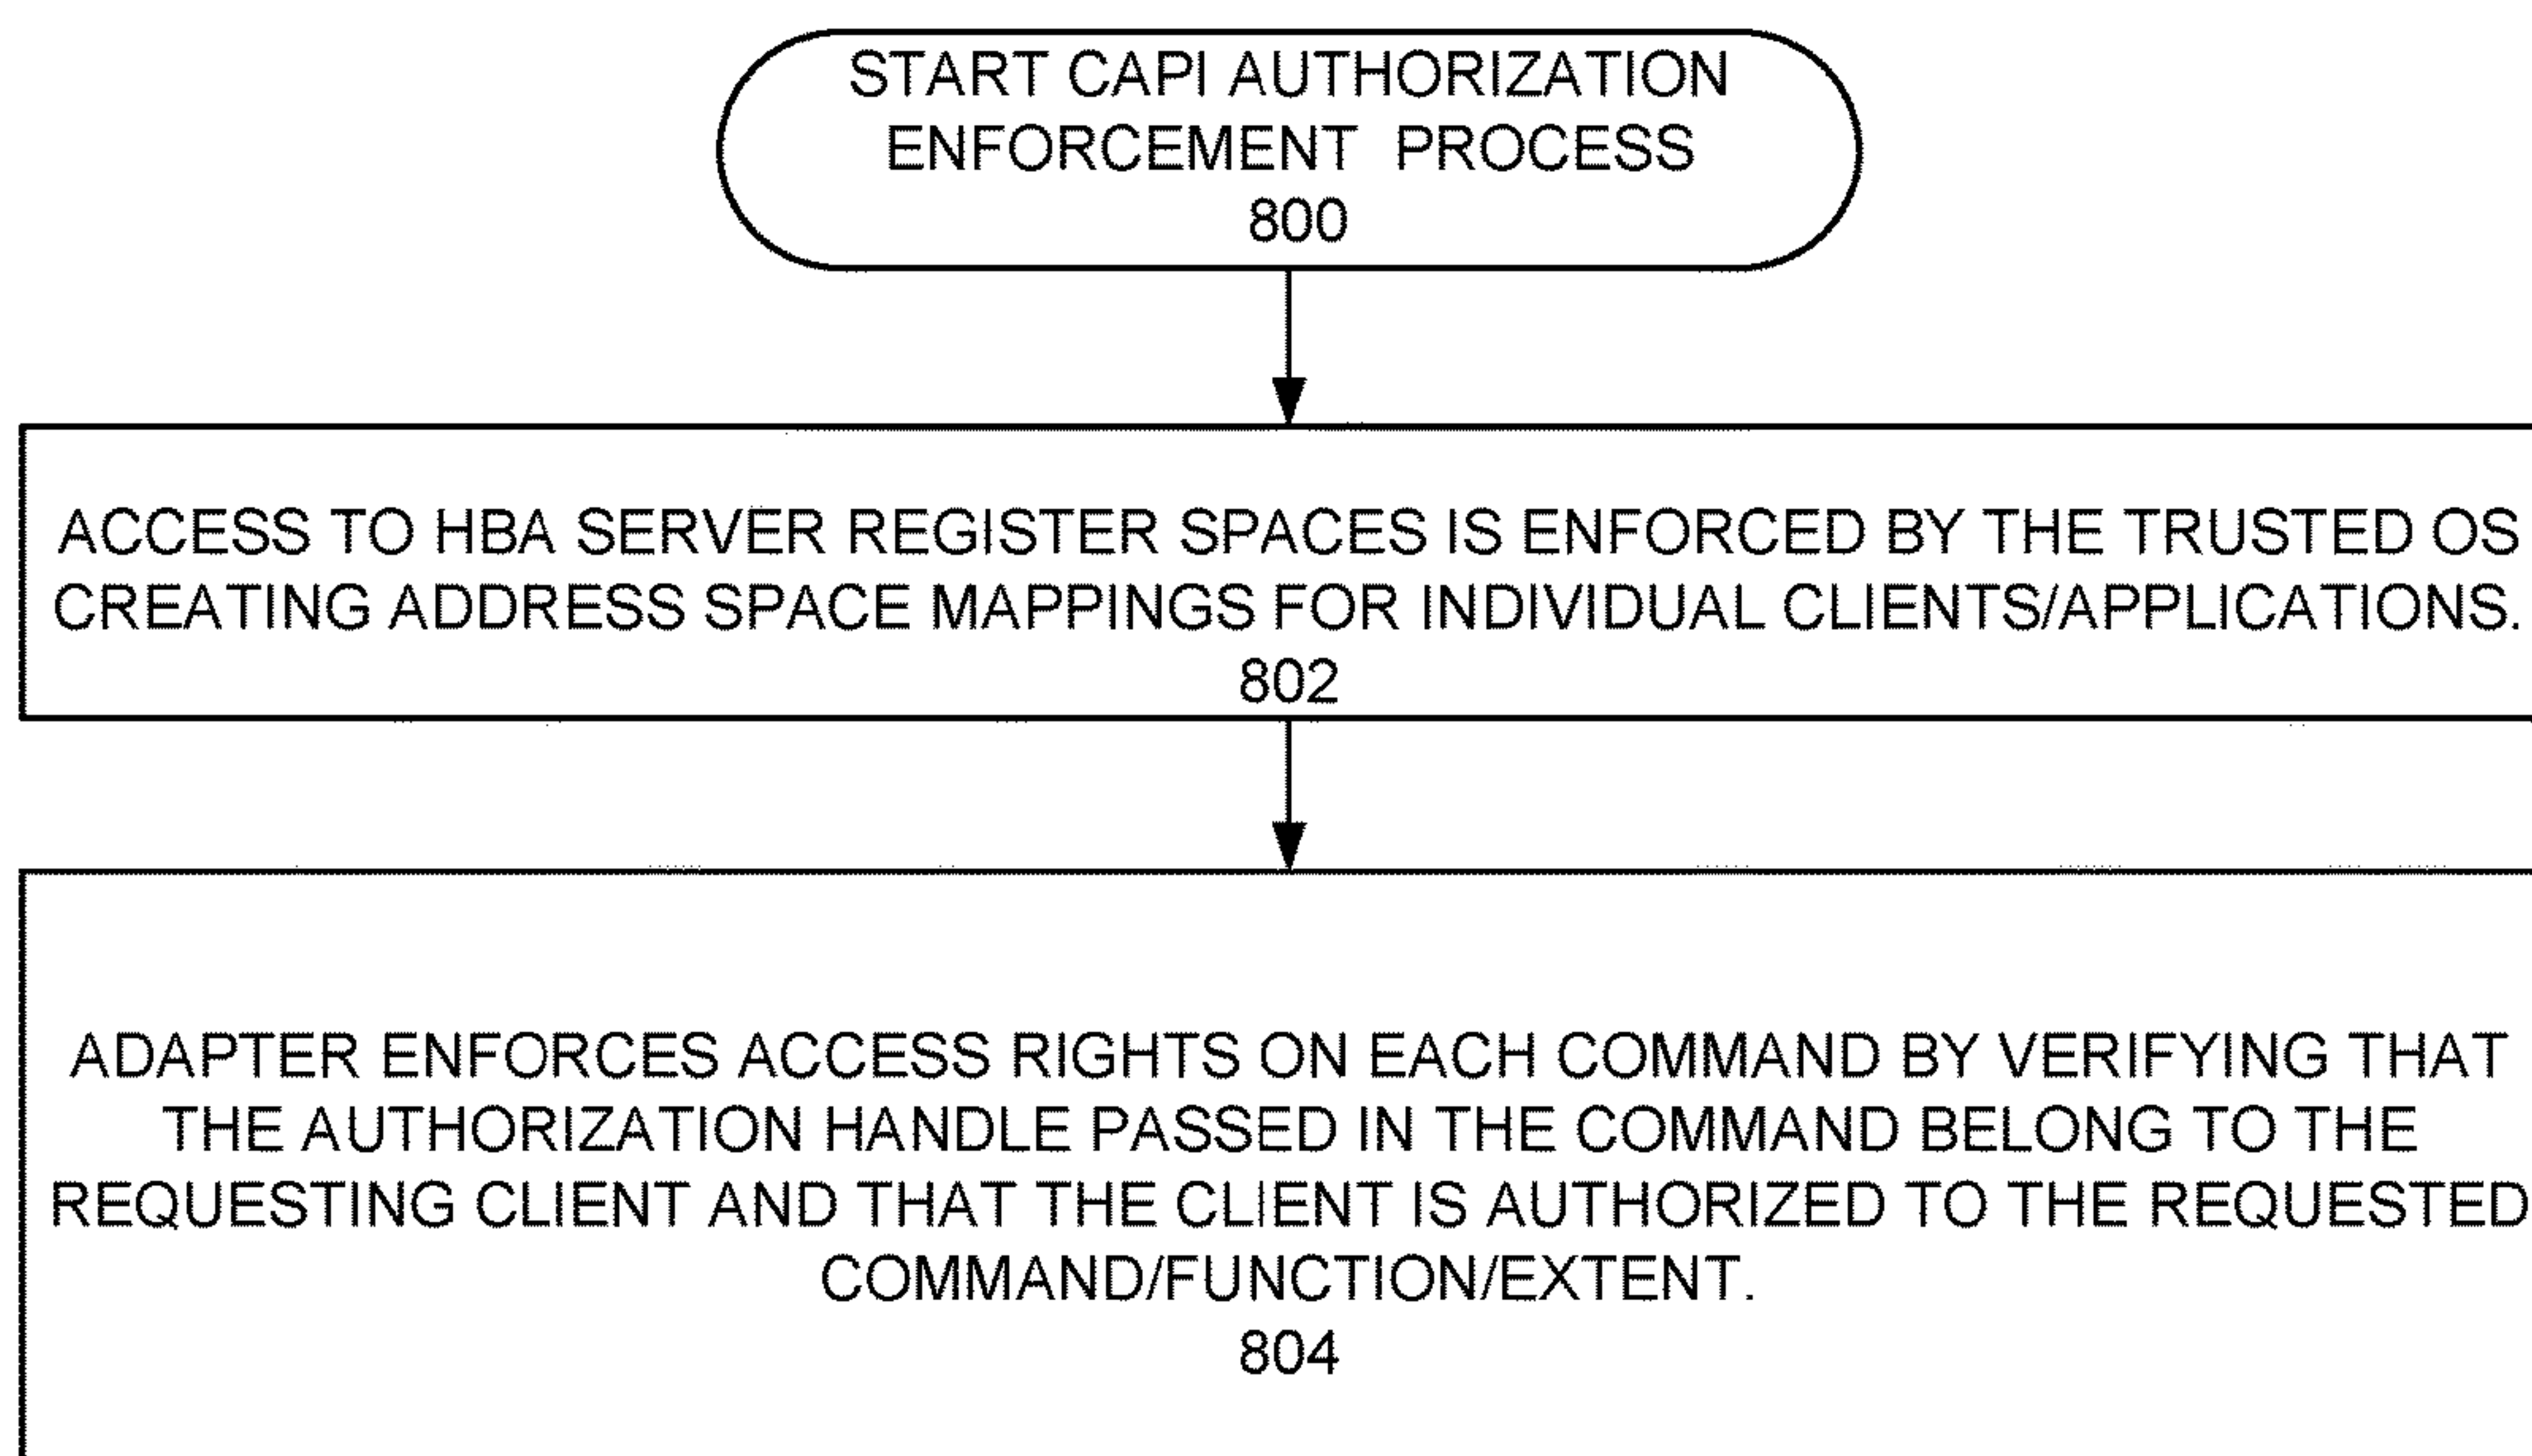 START CAPI AUTHORIZATION
ENFORCEMENT PROCESS
800
ACCESS TO HBA SERVER REGISTER SPACES IS ENFORCED BY THE TRUSTED OS
CREATING ADDRESS SPACE MAPPINGS FOR INDIVIDUAL CLIENTS/APPLICATIONS.
802
ADAPTER ENFORCES ACCESS RIGHTS ON EACH COMMAND BY VERIFYING THAT
THE AUTHORIZATION HANDLE PASSED IN THE COMMAND BELONG TO THE
REQUESTING CLIENT AND THAT THE CLIENT IS AUTHORIZED TO THE REQUESTED
COMMAND/FUNCTION/EXTENT.
804